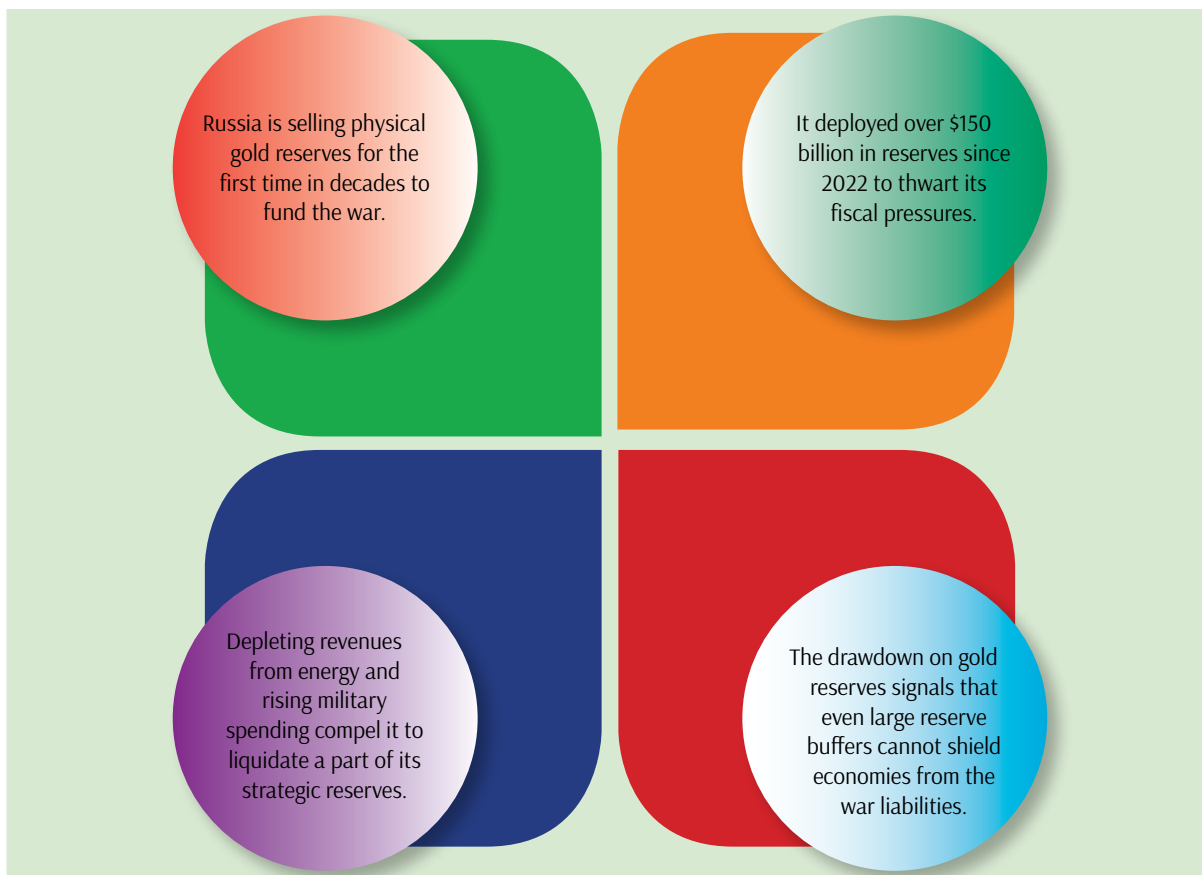 Russia is selling physical
gold reserves for the
first time in decades to
fund the war.
It deployed over $150
billion in reserves since
2022 to thwart its
fiscal pressures.
Depleting revenues
from energy and
rising military
spending compel it to
liquidate a part of its
strategic reserves.
The drawdown on gold
reserves signals that
even large reserve
buffers cannot shield
economies from the
war liabilities.